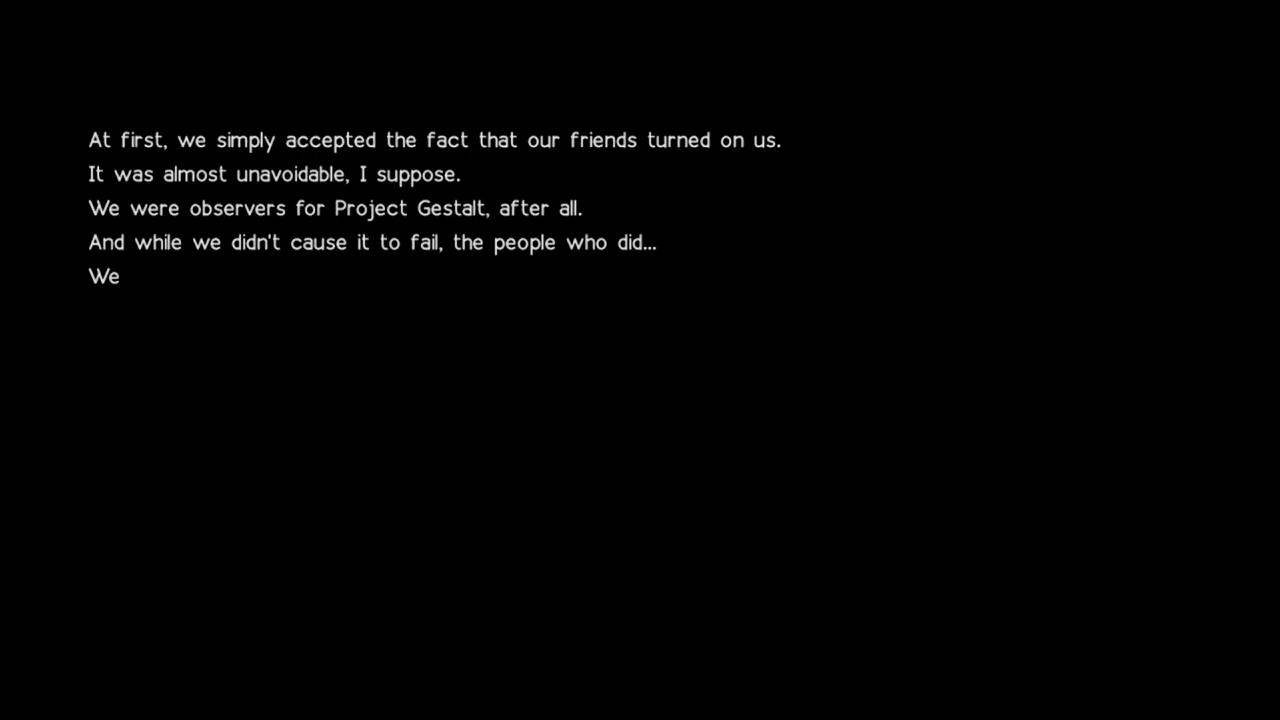 At first, we simply accepted the fact that our friends turned on us.
It was almost unavoidable, I suppose.
We were observers for Project Gestalt, after all.
And while we didn't cause it to fail, the people who did...
We